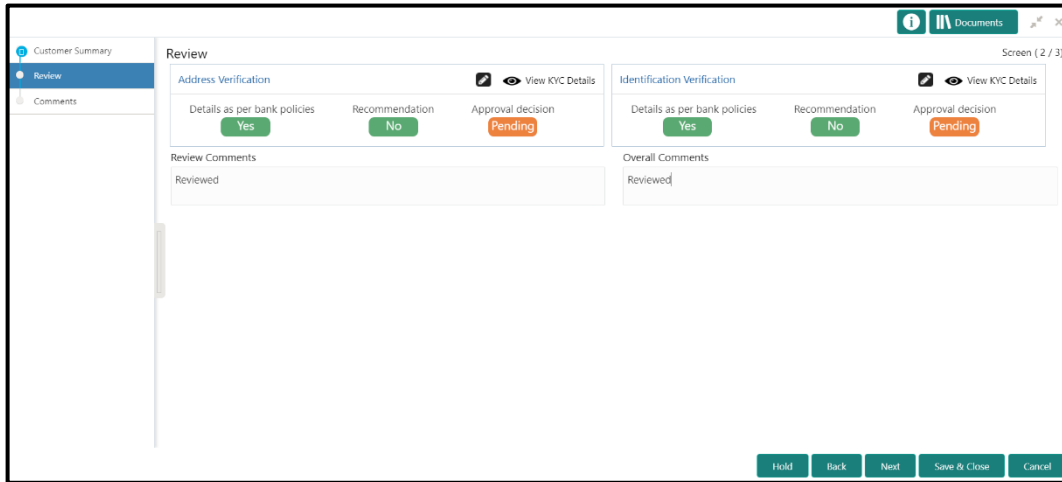 Documents
Customer Summary
Review
Comments
Review
Screen ( 2 / 3)
Address Verification
View KYC Details
Details as per bank policies
Recommendation
Approval decision
Yes
No
Pending
Identification Verification
View KYC Details
Details as per bank policies
Recommendation
Approval decision
Yes
No
Pending
Review Comments
Reviewed
Overall Comments
Reviewed
Hold
Back
Next
Save & Close
Cancel